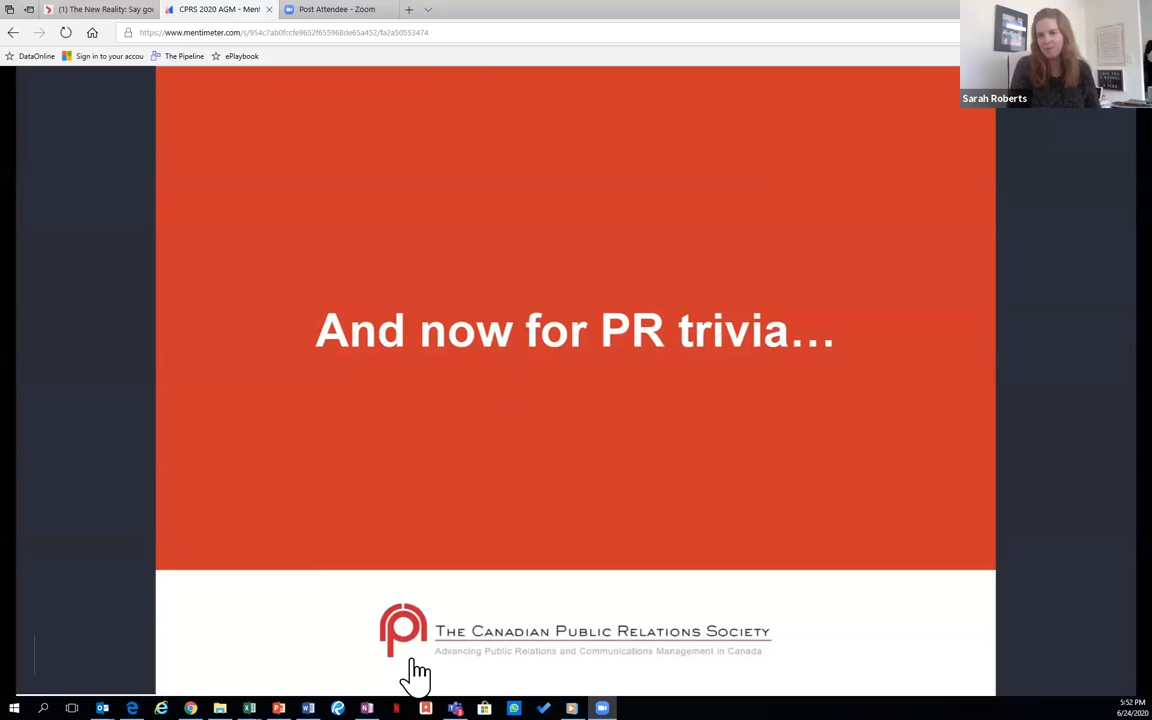 (1) The New Reality: Say goo
CPRS 2020 AGM - Ment
Post Attendee - Zoom
https://www.mentimeter.com/s/954c7ab0fccfe9652f655968de65a452/fa2a50553474
DataOnline
Sign in to your accou
The Pipeline
ePlaybook
Sarah Roberts
And now for PR trivia...
THE CANADIAN PUBLIC RELATIONS SOCIETY
Advancing Public Relations and Communications Management in Canada
5:52 PM
6/24/2020